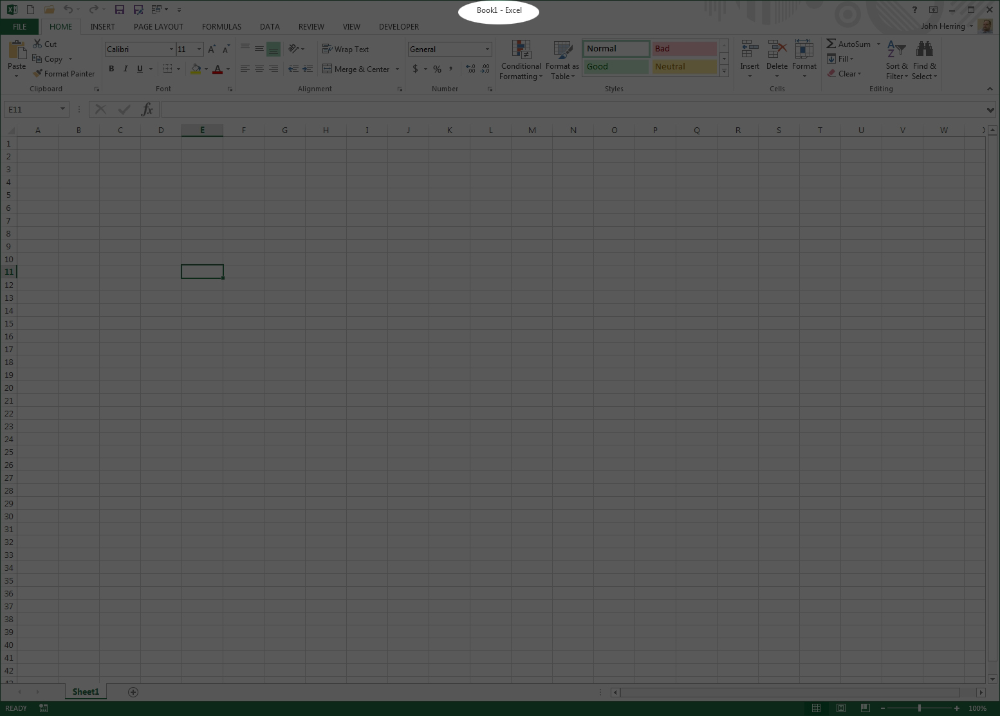 Book1 - Excel
?
FILE HOME INSERT PAGE LAYOUT FORMULAS DATA REVIEW VIEW DEVELOPER John Herring
Paste
Cut
Copy
Format Painter
Clipboard
Calibri 11 A A
B I U A
Font
Wrap Text
Merge & Center
Alignment
General
$ % , .0 .00 .00 .0
Number
Conditional Formatting
Format as Table
Normal Bad
Good Neutral
Styles
Insert Delete Format
Cells
AutoSum
Fill
Clear
Sort & Filter
Find & Select
Editing
E11 fx
A B C D E F G H I J K L M N O P Q R S T U V W
1
2
3
4
5
6
7
8
9
10
11
12
13
14
15
16
17
18
19
20
21
22
23
24
25
26
27
28
29
30
31
32
33
34
35
36
37
38
39
40
41
42
Sheet1
READY 100%